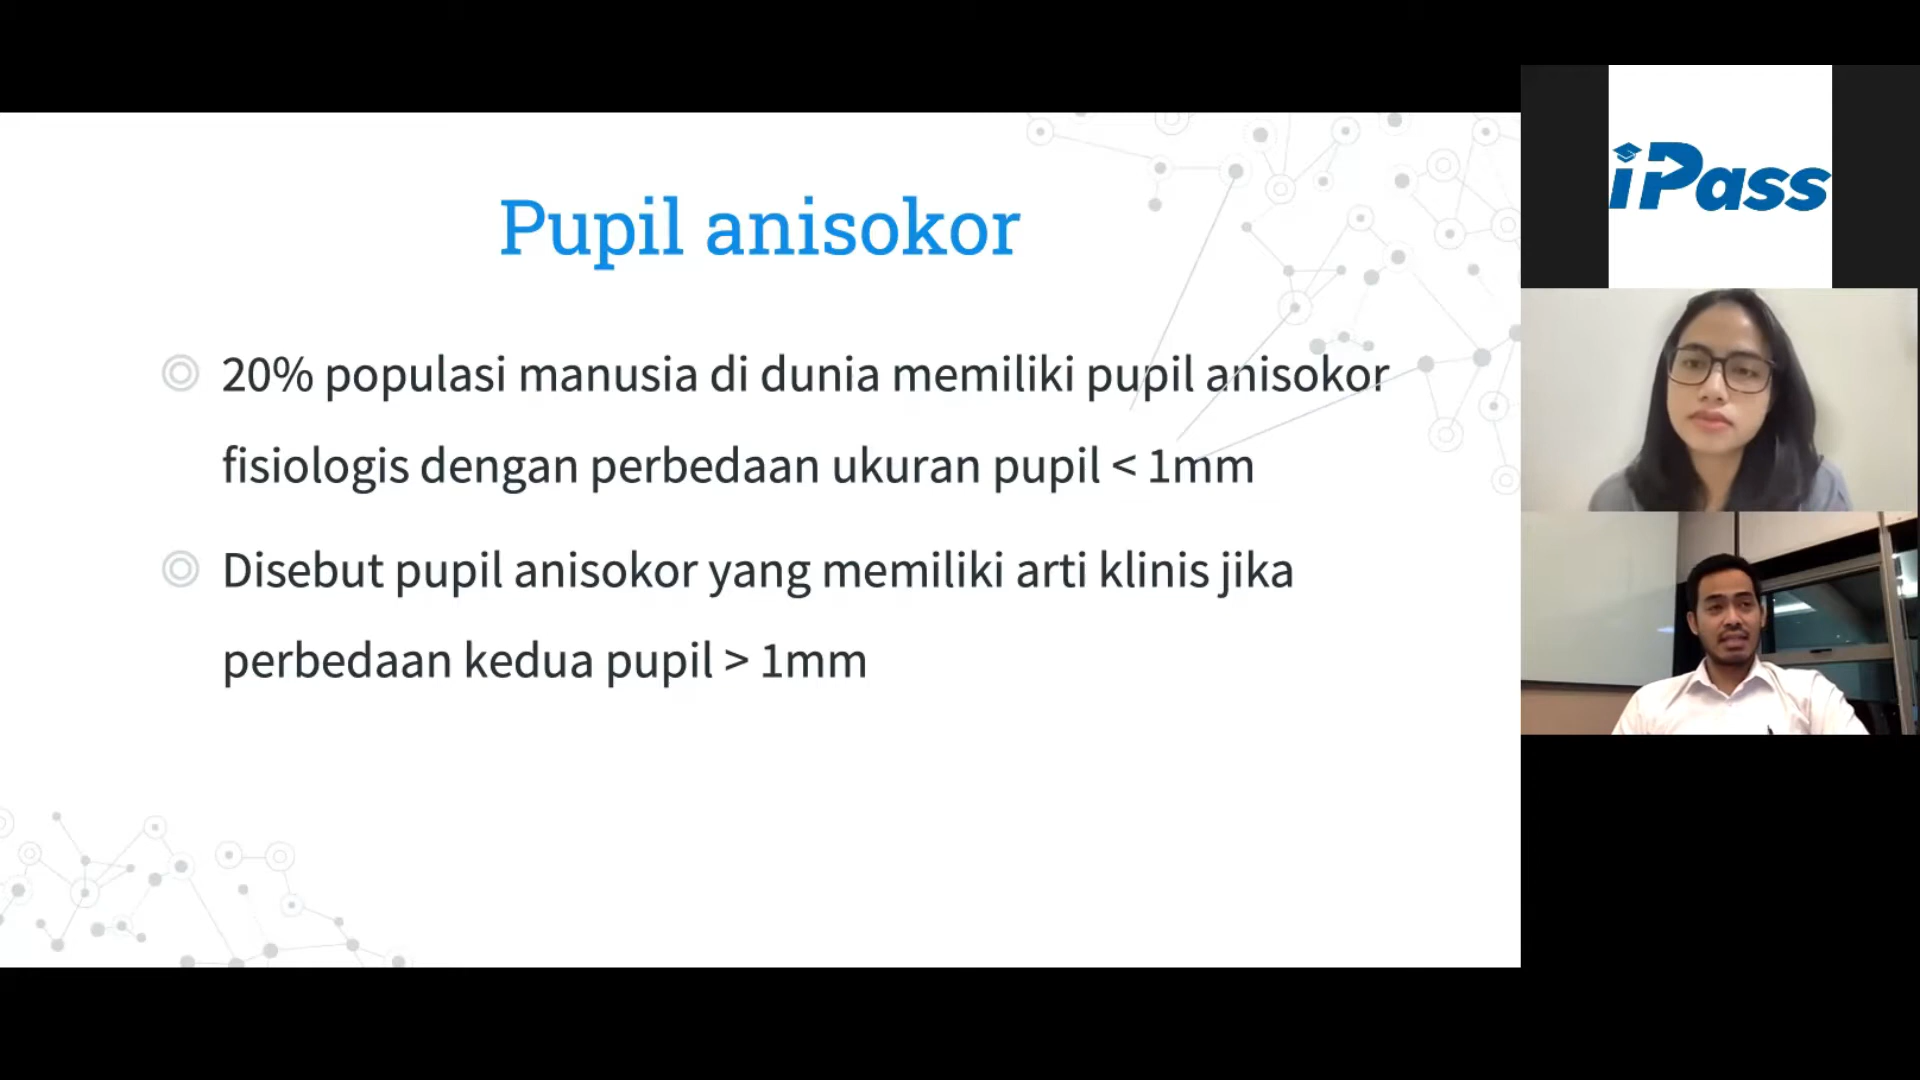 Pupil anisokor
20% populasi manusia di dunia memiliki pupil anisokor
fisiologis dengan perbedaan ukuran pupil < 1mm
Disebut pupil anisokor yang memiliki arti klinis jika
perbedaan kedua pupil > 1mm
iPass